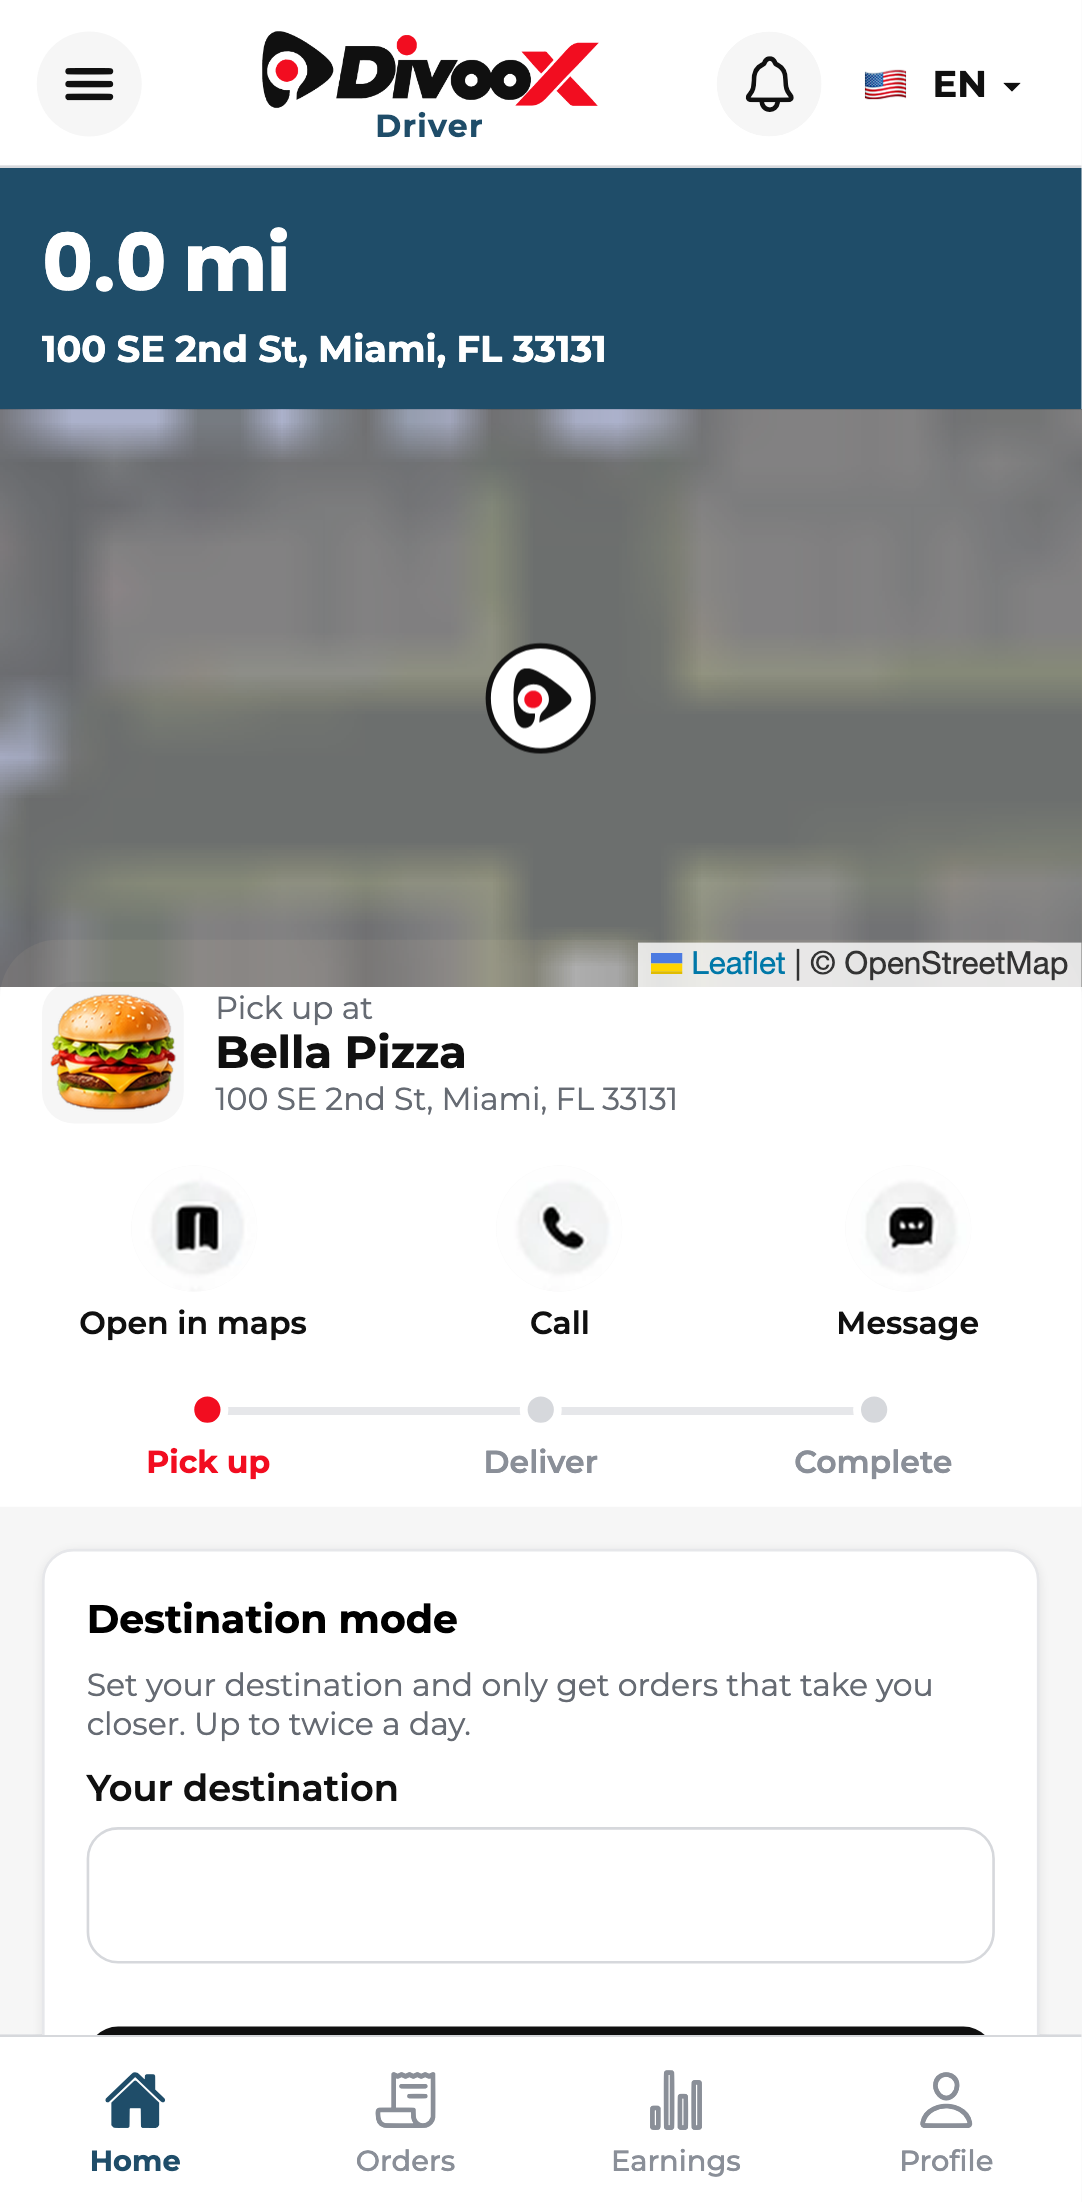 DivooX
Driver
EN
0.0 mi
100 SE 2nd St, Miami, FL 33131
Leaflet | © OpenStreetMap
Pick up at
Bella Pizza
100 SE 2nd St, Miami, FL 33131
Open in maps
Call
Message
Pick up
Deliver
Complete
Destination mode
Set your destination and only get orders that take you
closer. Up to twice a day.
Your destination
Home
Orders
Earnings
Profile